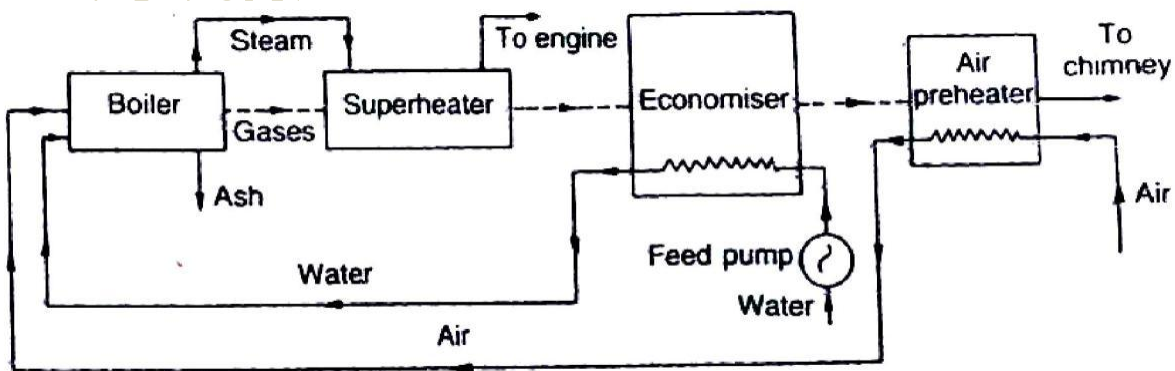 Steam
To engine
To
chimney
Boiler
Superheater
Economiser
Air
preheater
Gases
Ash
Air
Feed pump
Water
Water
Air